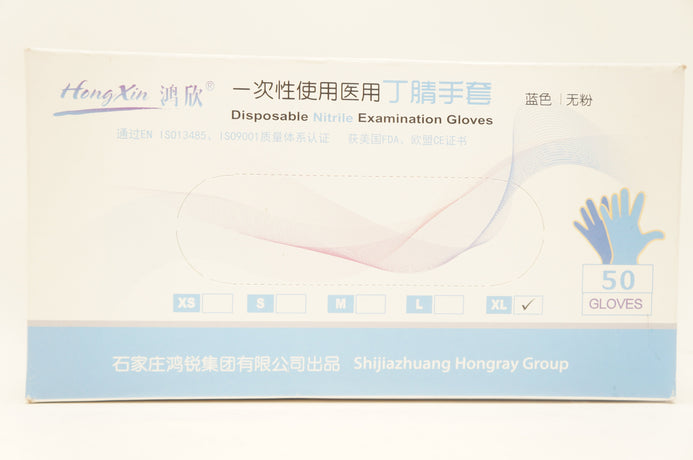 HongXin 鸿欣®
一次性使用医用丁腈手套 蓝色 | 无粉
Disposable Nitrile Examination Gloves
通过EN ISO13485、ISO9001质量体系认证 获美国FDA、欧盟CE证书
50
GLOVES
XS S M L XL ✓
石家庄鸿锐集团有限公司出品 Shijiazhuang Hongray Group